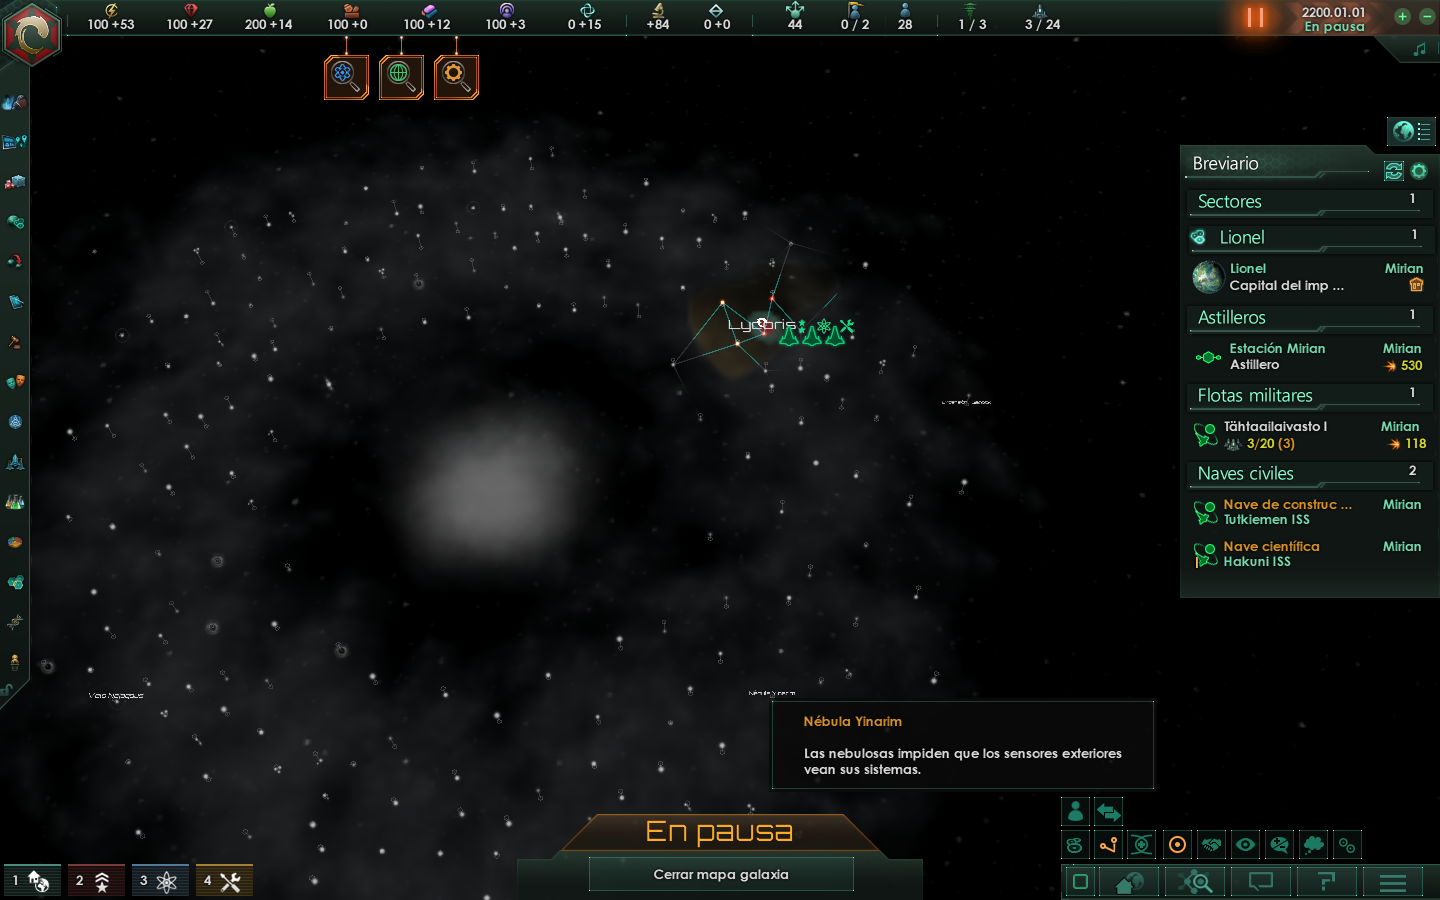 100 +53
100 +27
200 +14
100 +0
100 +12
100 +3
0 +15
+84
0 +0
44
0 / 2
28
1 / 3
3 / 24
2200.01.01
En pausa
Breviario
Sectores
1
Lionel
1
Lionel
Mirian
Capital del imp ...
Astilleros
1
Estación Mirian
Mirian
Astillero
530
Flotas militares
1
Tähtaailaivasto I
Mirian
3/20 (3)
118
Naves civiles
2
Nave de construc ...
Mirian
Tutkiemen ISS
Nave científica
Mirian
Hakuni ISS
Lycoris
Nébula Yinarim
Nébula Yinarim
Las nebulosas impiden que los sensores exteriores
vean sus sistemas.
En pausa
Cerrar mapa galaxia
1
2
3
4